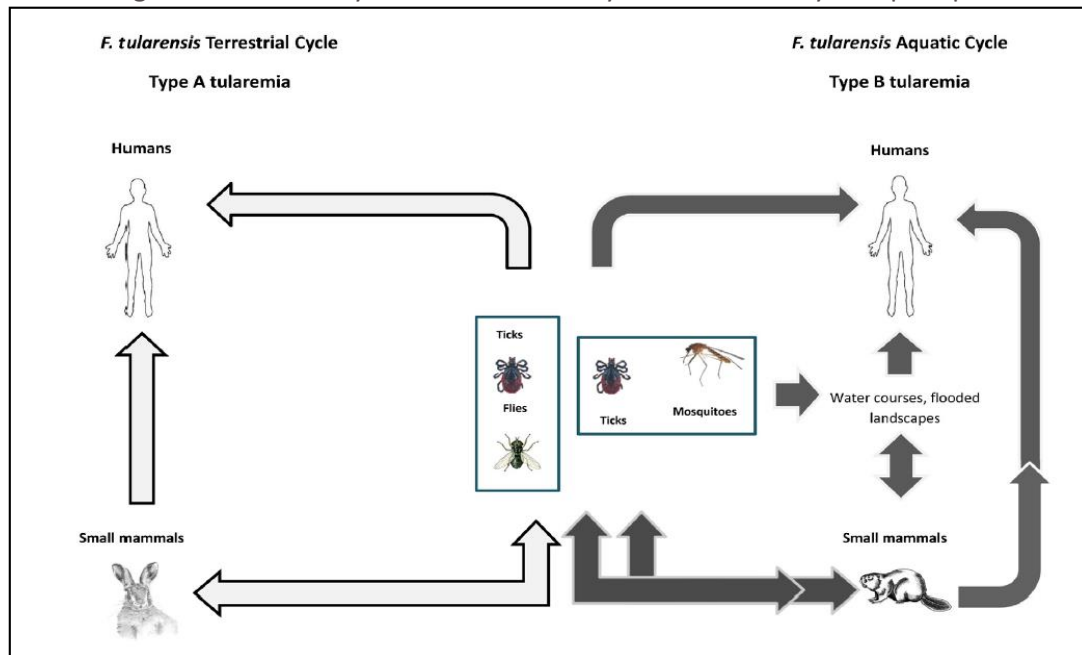 F. tularensis Terrestrial Cycle
Type A tularemia
Humans
Small mammals
Ticks
Flies
Ticks
Mosquitoes
F. tularensis Aquatic Cycle
Type B tularemia
Humans
Water courses, flooded
landscapes
Small mammals